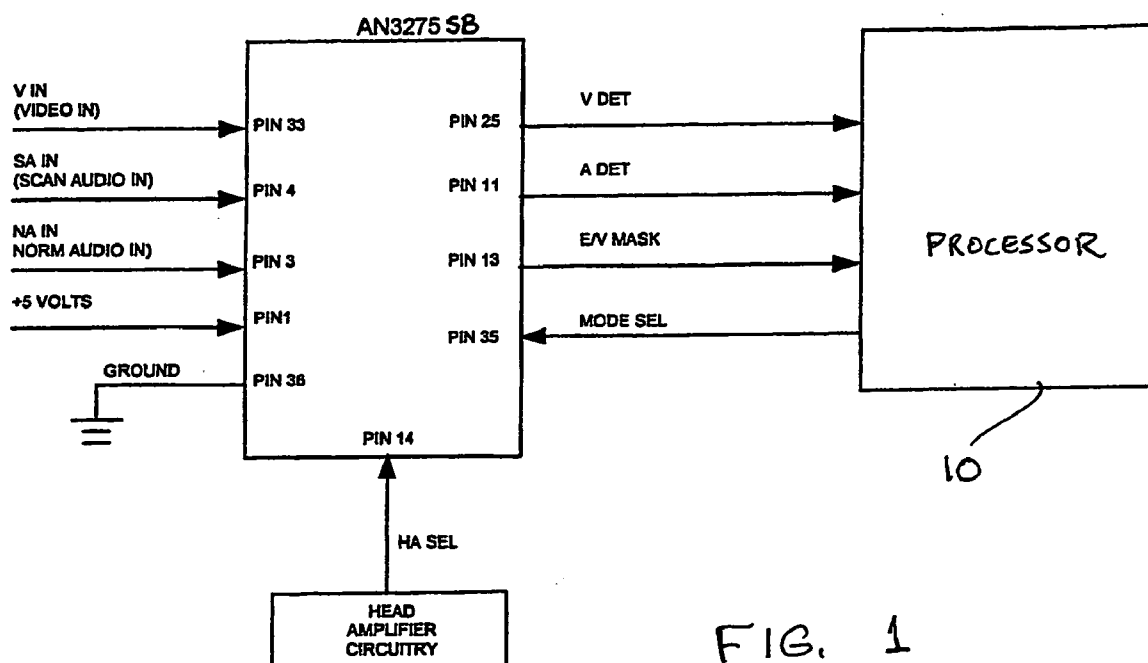 AN3275 SB
V IN
(VIDEO IN)
PIN 33
SA IN
(SCAN AUDIO IN)
PIN 4
NA IN
NORM AUDIO IN)
PIN 3
+5 VOLTS
PIN1
GROUND
PIN 36
PIN 25
V DET
PIN 11
A DET
PIN 13
E/V MASK
PIN 35
MODE SEL
PROCESSOR
10
PIN 14
HA SEL
HEAD
AMPLIFIER
CIRCUITRY
FIG. 1